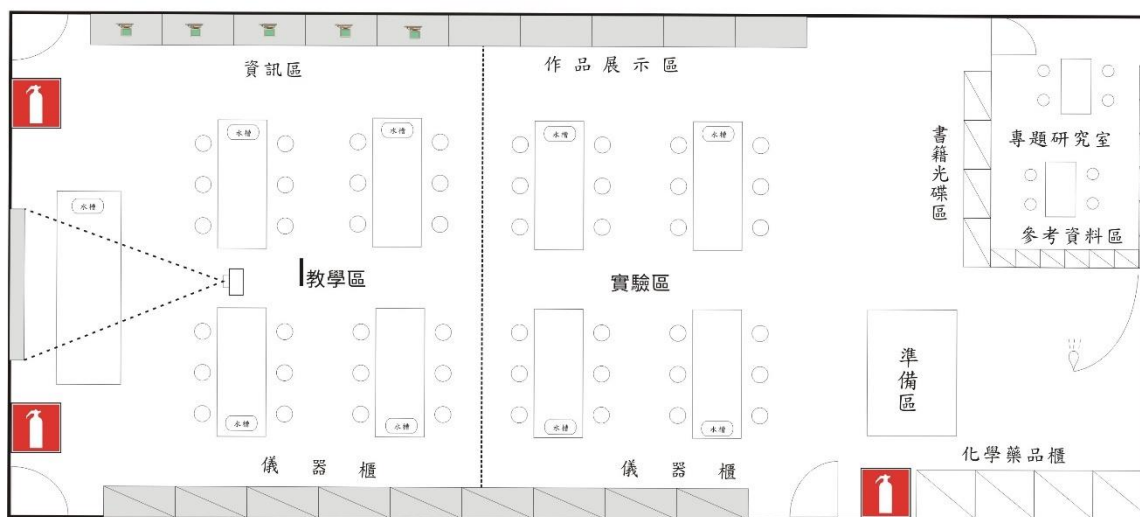 資訊區
作品展示區
水槽
水槽
水槽
水槽
專題研究室
書籍光碟區
水槽
參考資料區
教學區
實驗區
準備區
水槽
水槽
水槽
水槽
化學藥品櫃
儀器櫃
儀器櫃